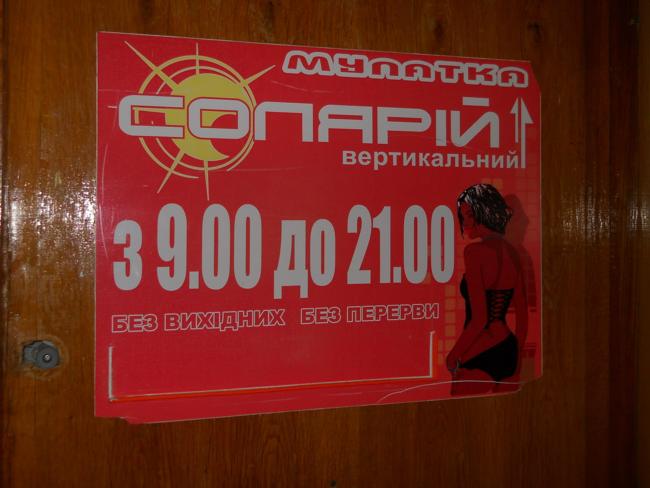 МУЛАТКА
СОЛЯРІЙ
вертикальний
з 9.00 до 21.00
БЕЗ ВИХІДНИХ БЕЗ ПЕРЕРВИ